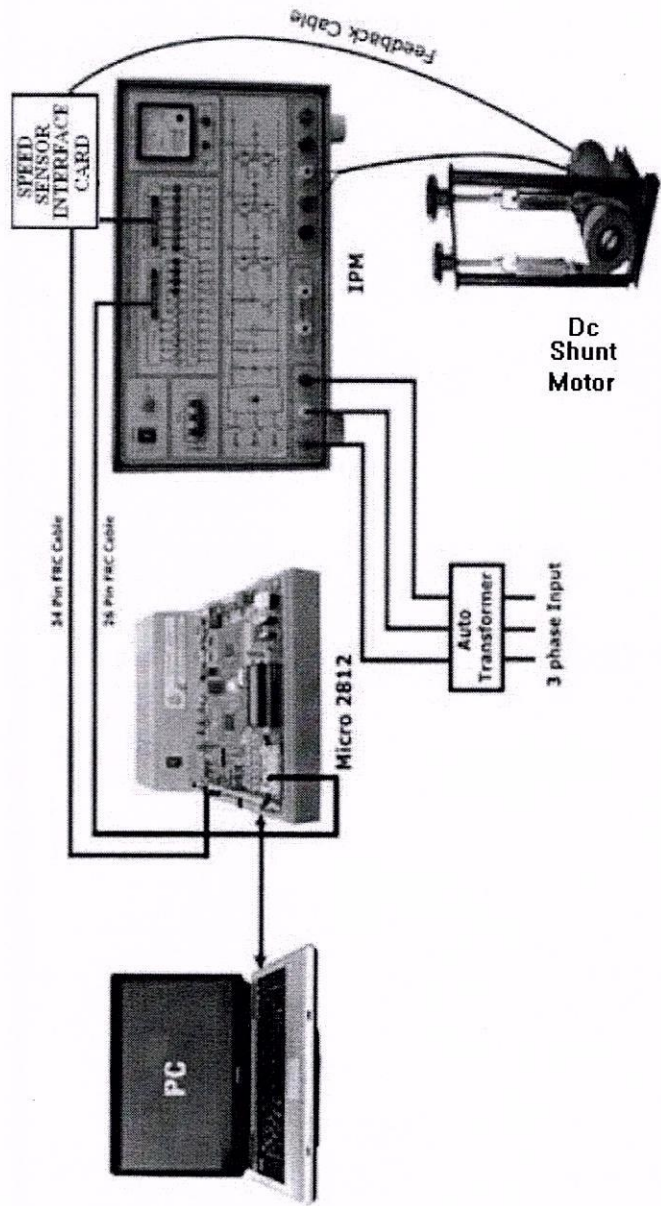 PC
Micro 2812
34 Pin FRC Cable
26 Pin FRC Cable
SPEED
SENSOR
INTERFACE
CARD
IPM
Feedback Cable
Auto
Transformer
3 phase Input
Dc
Shunt
Motor